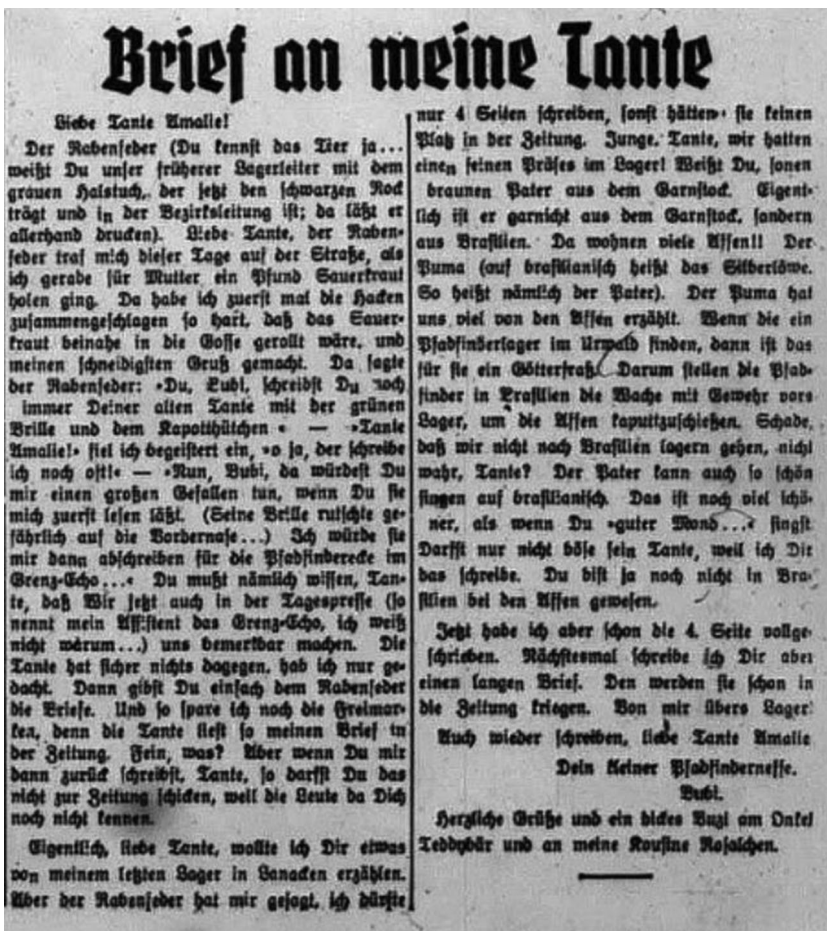 Brief an meine Tante
Liebe Tante Amalie!
Der Rabenfeder (Du kennst das Tier ja...
weißt Du unser früherer Lagerleiter mit dem
grauen Halstuch, der jetzt den schwarzen Rock
trägt und in der Bezirksleitung ist; da läßt er
allerhand drucken). Liebe Tante, der Raben-
feder traf mich dieser Tage auf der Straße, als
ich gerade für Mutter ein Pfund Sauerkraut
holen ging. Da habe ich zuerst mal die Hacken
zusammengeschlagen so hart, daß das Sauer-
kraut beinahe in die Gosse gerollt wäre, und
meinen schneidigsten Gruß gemacht. Da sagte
der Rabenfeder: »Du, Bubi, schreibst Du noch
immer Deiner alten Tante mit der grünen
Brille und dem Kapotthütchen « — »Tante
Amalie!« fiel ich begeistert ein, »o ja, der schreibe
ich noch oft!« — »Nun, Bubi, da würdest Du
mir einen großen Gefallen tun, wenn Du sie
mich zuerst lesen läßt. (Seine Brille rutschte ge-
fährlich auf die Vordernase...) Ich würde sie
mir dann abschreiben für die Pfadfinderecke im
Grenz-Echo...« Du mußt nämlich wissen, Tan-
te, daß Wir jetzt auch in der Tagespresse (so
nennt mein Assistent das Grenz-Echo, ich weiß
nicht warum...) uns bemerkbar machen. Die
Tante hat sicher nichts dagegen, hab ich nur ge-
dacht. Dann gibst Du einfach dem Rabenfeder
die Briefe. Und so spare ich noch die Freimar-
ken, denn die Tante liest so meinen Brief in
der Zeitung. Fein, was? Aber wenn Du mir
dann zurück schreibst, Tante, so darfst Du das
nicht zur Zeitung schicken, weil die Leute da Dich
noch nicht kennen.
Eigentlich, liebe Tante, wollte ich Dir etwas
von meinem letzten Lager in Lanacken erzählen.
Aber der Rabenfeder hat mir gesagt, ich dürfte
nur 4 Seiten schreiben, sonst hätten sie keinen
Platz in der Zeitung. Junge, Tante, wir hatten
einen feinen Präses im Lager! Weißt Du, sonen
braunen Pater aus dem Garnstock. Eigent-
lich ist er garnicht aus dem Garnstock, sondern
aus Brasilien. Da wohnen viele Affen!! Der
Puma (auf brasilianisch heißt das Silberlöwe.
So heißt nämlich der Pater). Der Puma hat
uns viel von den Affen erzählt. Wenn die ein
Pfadfinderlager im Urwald finden, dann ist das
für sie ein Götterfraß. Darum stellen die Pfad-
finder in Brasilien die Wache mit Gewehr vors
Lager, um die Affen kaputtzuschießen. Schade,
daß wir nicht nach Brasilien lagern gehen, nicht
wahr, Tante? Der Pater kann auch so schön
singen auf brasilianisch. Das ist noch viel schö-
ner, als wenn Du »guter Mond...« singst
Darfst nur nicht böse sein Tante, weil ich Dir
das schreibe. Du bist ja noch nicht in Bra-
silien bei den Affen gewesen.
Jetzt habe ich aber schon die 4. Seite vollge-
schrieben. Nächstesmal schreibe ich Dir aber
einen langen Brief. Den werden sie schon in
die Zeitung kriegen. Von mir übers Lager
Auch wieder schreiben, liebe Tante Amalie
Dein kleiner Pfadfinderneffe.
Bubi.
Herzliche Grüße und ein dickes Buzi am Onkel
Teddybär und an meine Kousine Rosalchen.